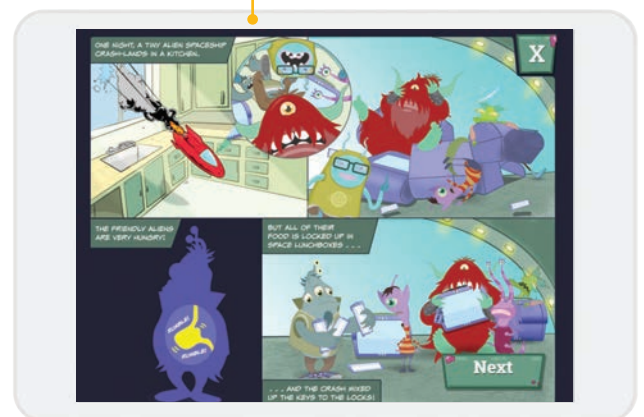 ONE NIGHT, A TINY ALIEN SPACESHIP
CRASH-LANDS IN A KITCHEN.
X
THE FRIENDLY ALIENS
ARE VERY HUNGRY!
RUMBLE!
RUMBLE!
BUT ALL OF THEIR
FOOD IS LOCKED UP IN
SPACE LUNCHBOXES . . .
Next
. . . AND THE CRASH MIXED
UP THE KEYS TO THE LOCKS!